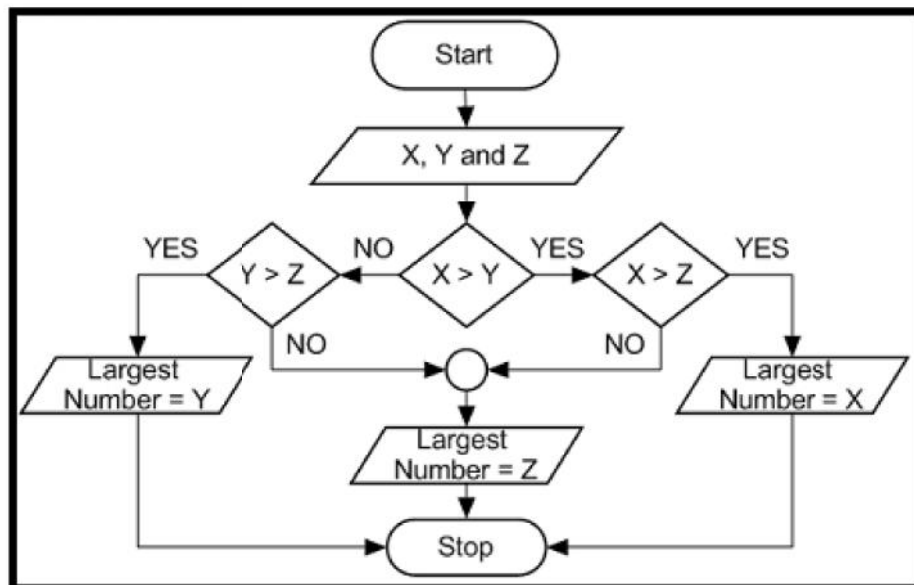 Start
X, Y and Z
YES
NO
YES
YES
Y > Z
X > Y
X > Z
NO
NO
Largest
Number = Y
Largest
Number = X
Largest
Number = Z
Stop